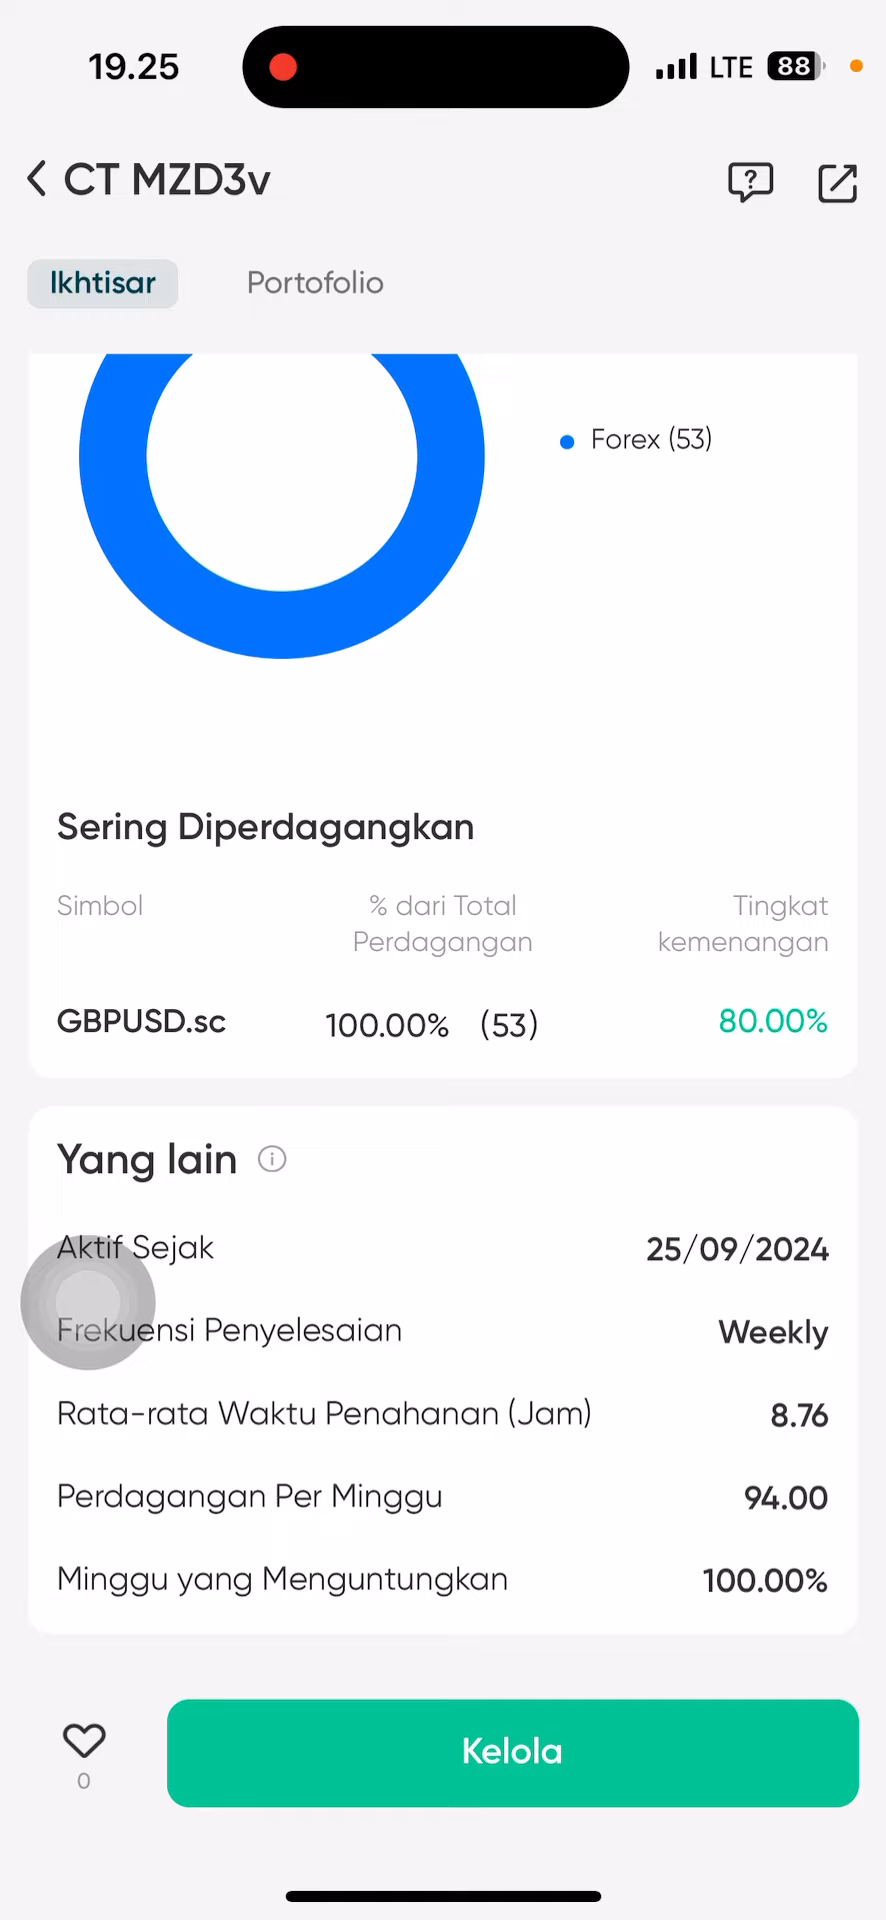 19.25
LTE 88
CT MZD3v
Ikhtisar Portofolio
Forex (53)
Sering Diperdagangkan
Simbol % dari Total Perdagangan Tingkat kemenangan
GBPUSD.sc 100.00% (53) 80.00%
Yang lain
Aktif Sejak 25/09/2024
Frekuensi Penyelesaian Weekly
Rata-rata Waktu Penahanan (Jam) 8.76
Perdagangan Per Minggu 94.00
Minggu yang Menguntungkan 100.00%
Kelola
0